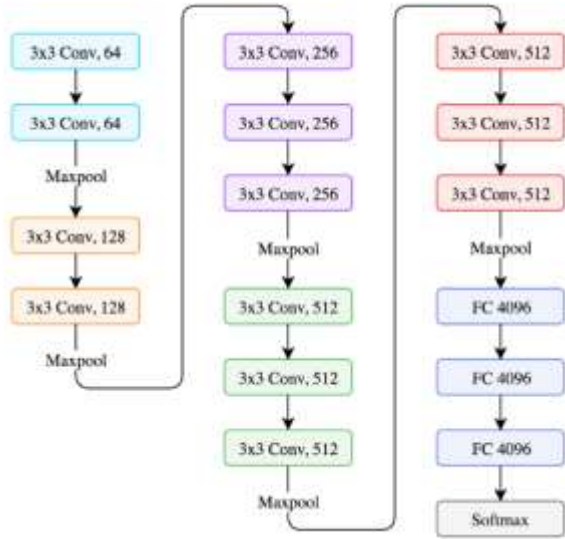 3x3 Conv, 64
3x3 Conv, 64
Maxpool
3x3 Conv, 128
3x3 Conv, 128
Maxpool
3x3 Conv, 256
3x3 Conv, 256
3x3 Conv, 256
Maxpool
3x3 Conv, 512
3x3 Conv, 512
3x3 Conv, 512
Maxpool
3x3 Conv, 512
3x3 Conv, 512
3x3 Conv, 512
Maxpool
FC 4096
FC 4096
FC 4096
Softmax